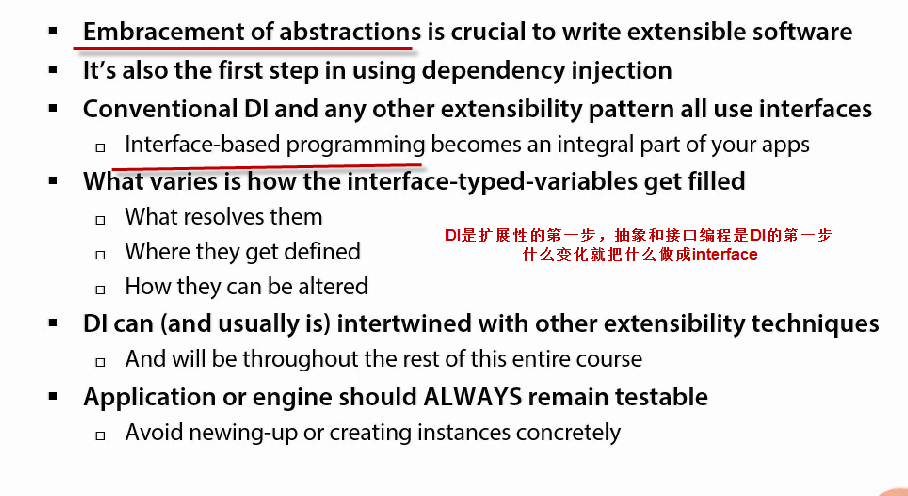 Embracement of abstractions is crucial to write extensible software
It's also the first step in using dependency injection
Conventional DI and any other extensibility pattern all use interfaces
Interface-based programming becomes an integral part of your apps
What varies is how the interface-typed-variables get filled
What resolves them
Where they get defined
How they can be altered
DI是扩展性的第一步，抽象和接口编程是DI的第一步
什么变化就把什么做成interface
DI can (and usually is) intertwined with other extensibility techniques
And will be throughout the rest of this entire course
Application or engine should ALWAYS remain testable
Avoid newing-up or creating instances concretely